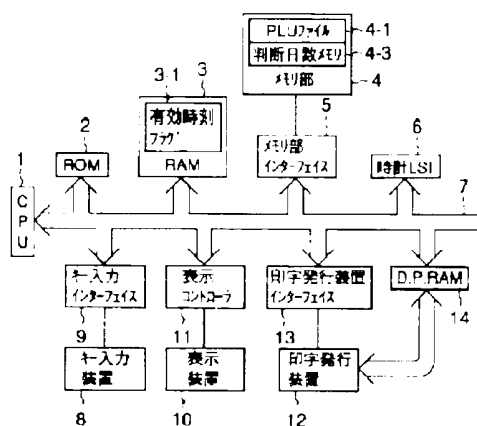 PLUファイル
4-1
判断日数メモリ
4-3
メモリ部
4
3-1
3
有効時刻
フラグ
RAM
5
メモリ部
インターフェイス
6
時計LSI
2
ROM
1
CPU
7
キー入力
インターフェイス
9
表示
コントローラ
11
印字発行装置
インターフェイス
13
D.P.RAM
14
キー入力
装置
8
表示
装置
10
印字発行
装置
12